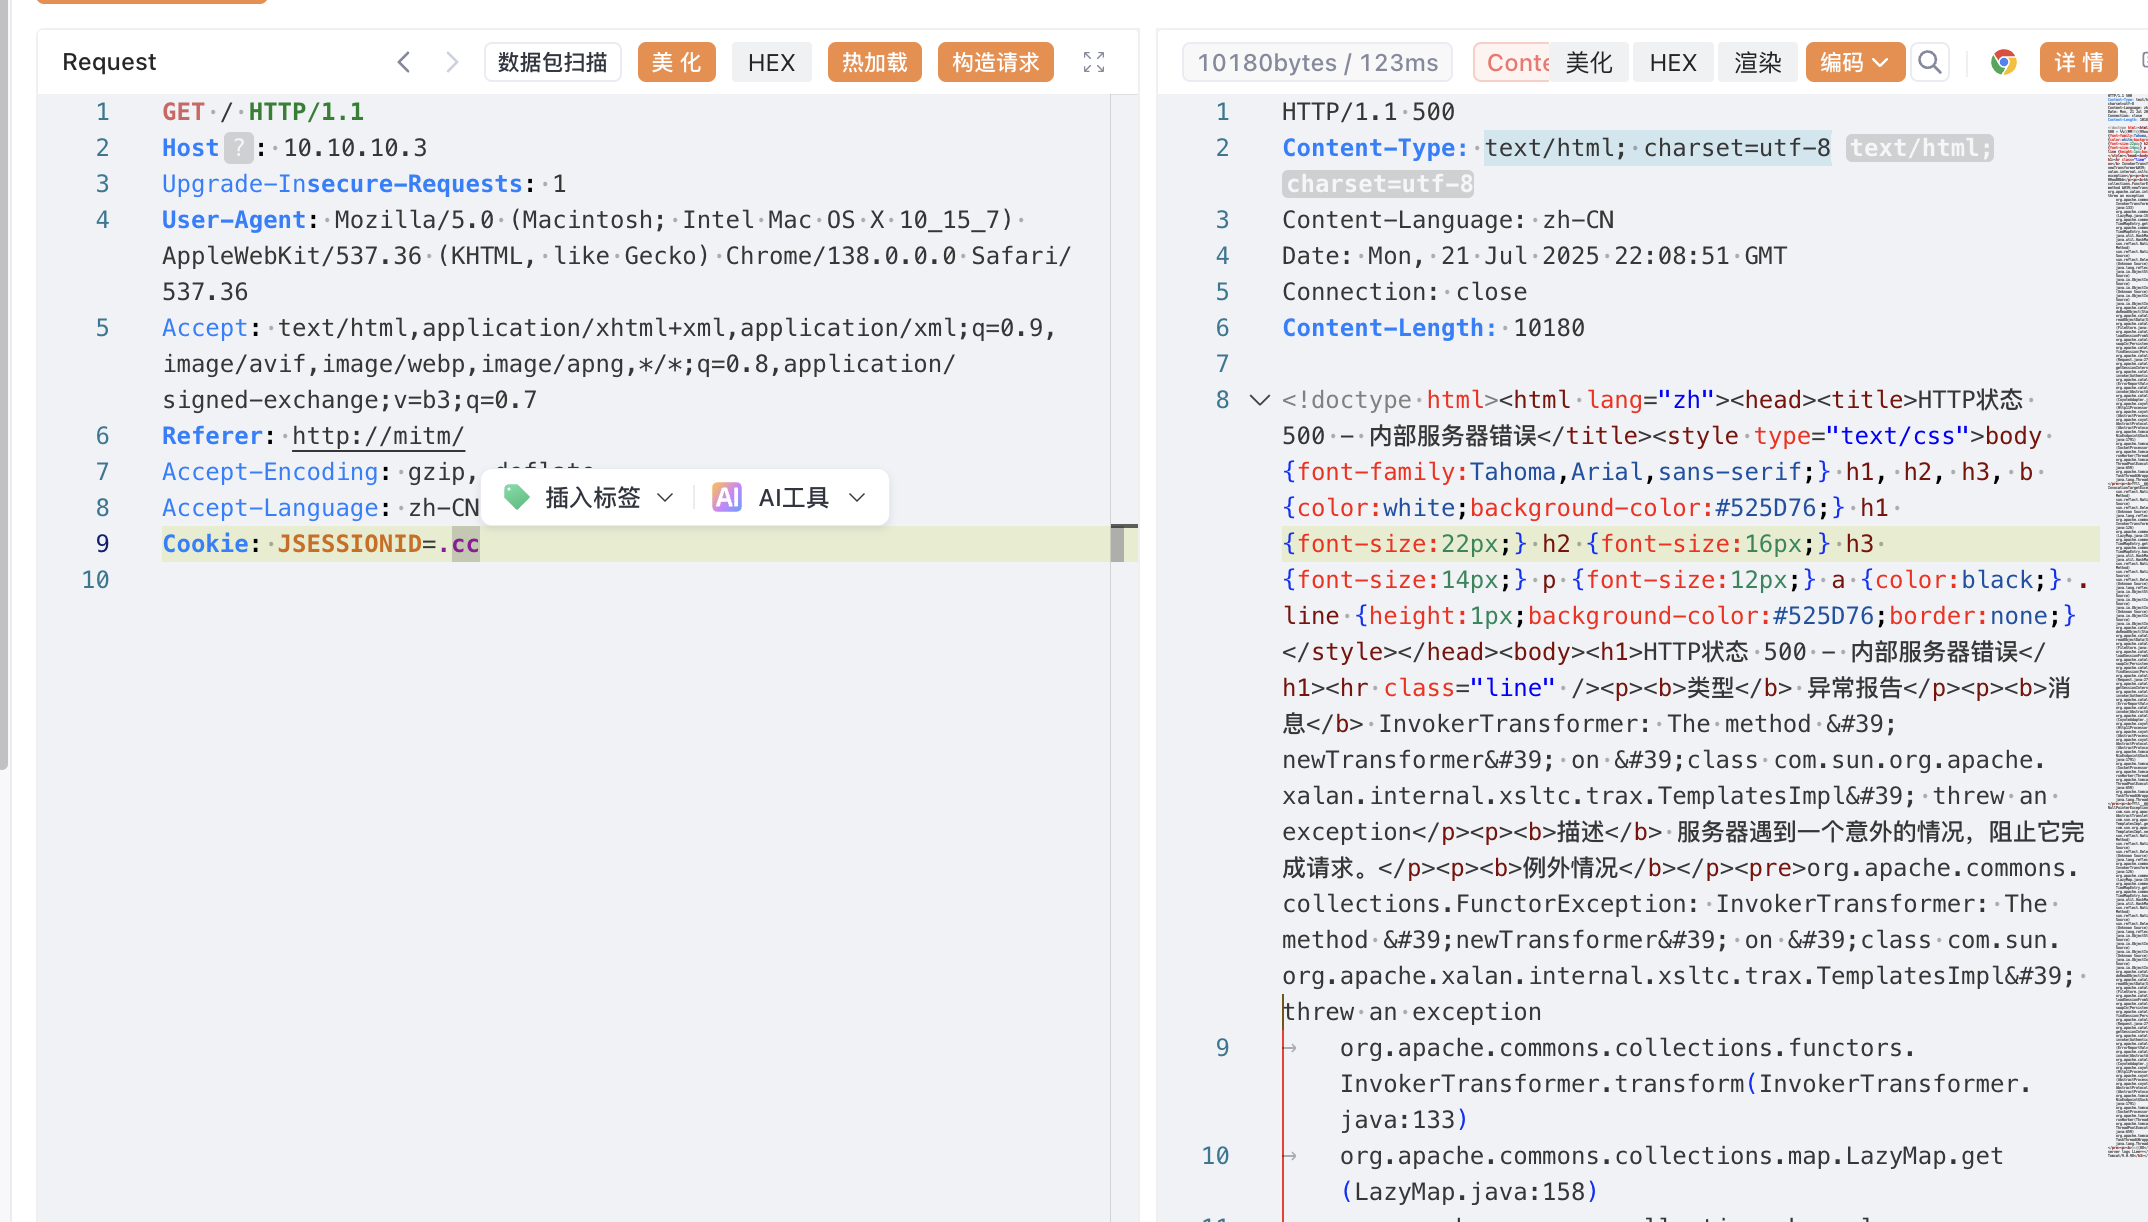 Request
数据包扫描
美 化
HEX
热加载
构造请求
1 GET / HTTP/1.1
2 Host ? : 10.10.10.3
3 Upgrade-Insecure-Requests: 1
4 User-Agent: Mozilla/5.0 (Macintosh; Intel Mac OS X 10_15_7)
AppleWebKit/537.36 (KHTML, like Gecko) Chrome/138.0.0.0 Safari/
537.36
5 Accept: text/html,application/xhtml+xml,application/xml;q=0.9,
image/avif,image/webp,image/apng,*/*;q=0.8,application/
signed-exchange;v=b3;q=0.7
6 Referer: http://mitm/
7 Accept-Encoding: gzip, deflate
8 Accept-Language: zh-CN
插入标签
AI AI工具
9 Cookie: JSESSIONID=.cc
10
10180bytes / 123ms
Conte
美化
HEX
渲染
编码
详 情
1 HTTP/1.1 500
2 Content-Type: text/html; charset=utf-8 text/html;
charset=utf-8
3 Content-Language: zh-CN
4 Date: Mon, 21 Jul 2025 22:08:51 GMT
5 Connection: close
6 Content-Length: 10180
7
8 <!doctype html><html lang="zh"><head><title>HTTP状态
500 - 内部服务器错误</title><style type="text/css">body
{font-family:Tahoma,Arial,sans-serif;} h1, h2, h3, b
{color:white;background-color:#525D76;} h1
{font-size:22px;} h2 {font-size:16px;} h3
{font-size:14px;} p {font-size:12px;} a {color:black;} .
line {height:1px;background-color:#525D76;border:none;}
</style></head><body><h1>HTTP状态 500 - 内部服务器错误</
h1><hr class="line" /><p><b>类型</b> 异常报告</p><p><b>消
息</b> InvokerTransformer: The method &#39;
newTransformer&#39; on &#39;class com.sun.org.apache.
xalan.internal.xsltc.trax.TemplatesImpl&#39; threw an
exception</p><p><b>描述</b> 服务器遇到一个意外的情况，阻止它完
成请求。</p><p><b>例外情况</b></p><pre>org.apache.commons.
collections.FunctorException: InvokerTransformer: The
method &#39;newTransformer&#39; on &#39;class com.sun.
org.apache.xalan.internal.xsltc.trax.TemplatesImpl&#39;
threw an exception
9 org.apache.commons.collections.functors.
InvokerTransformer.transform(InvokerTransformer.
java:133)
10 org.apache.commons.collections.map.LazyMap.get
(LazyMap.java:158)